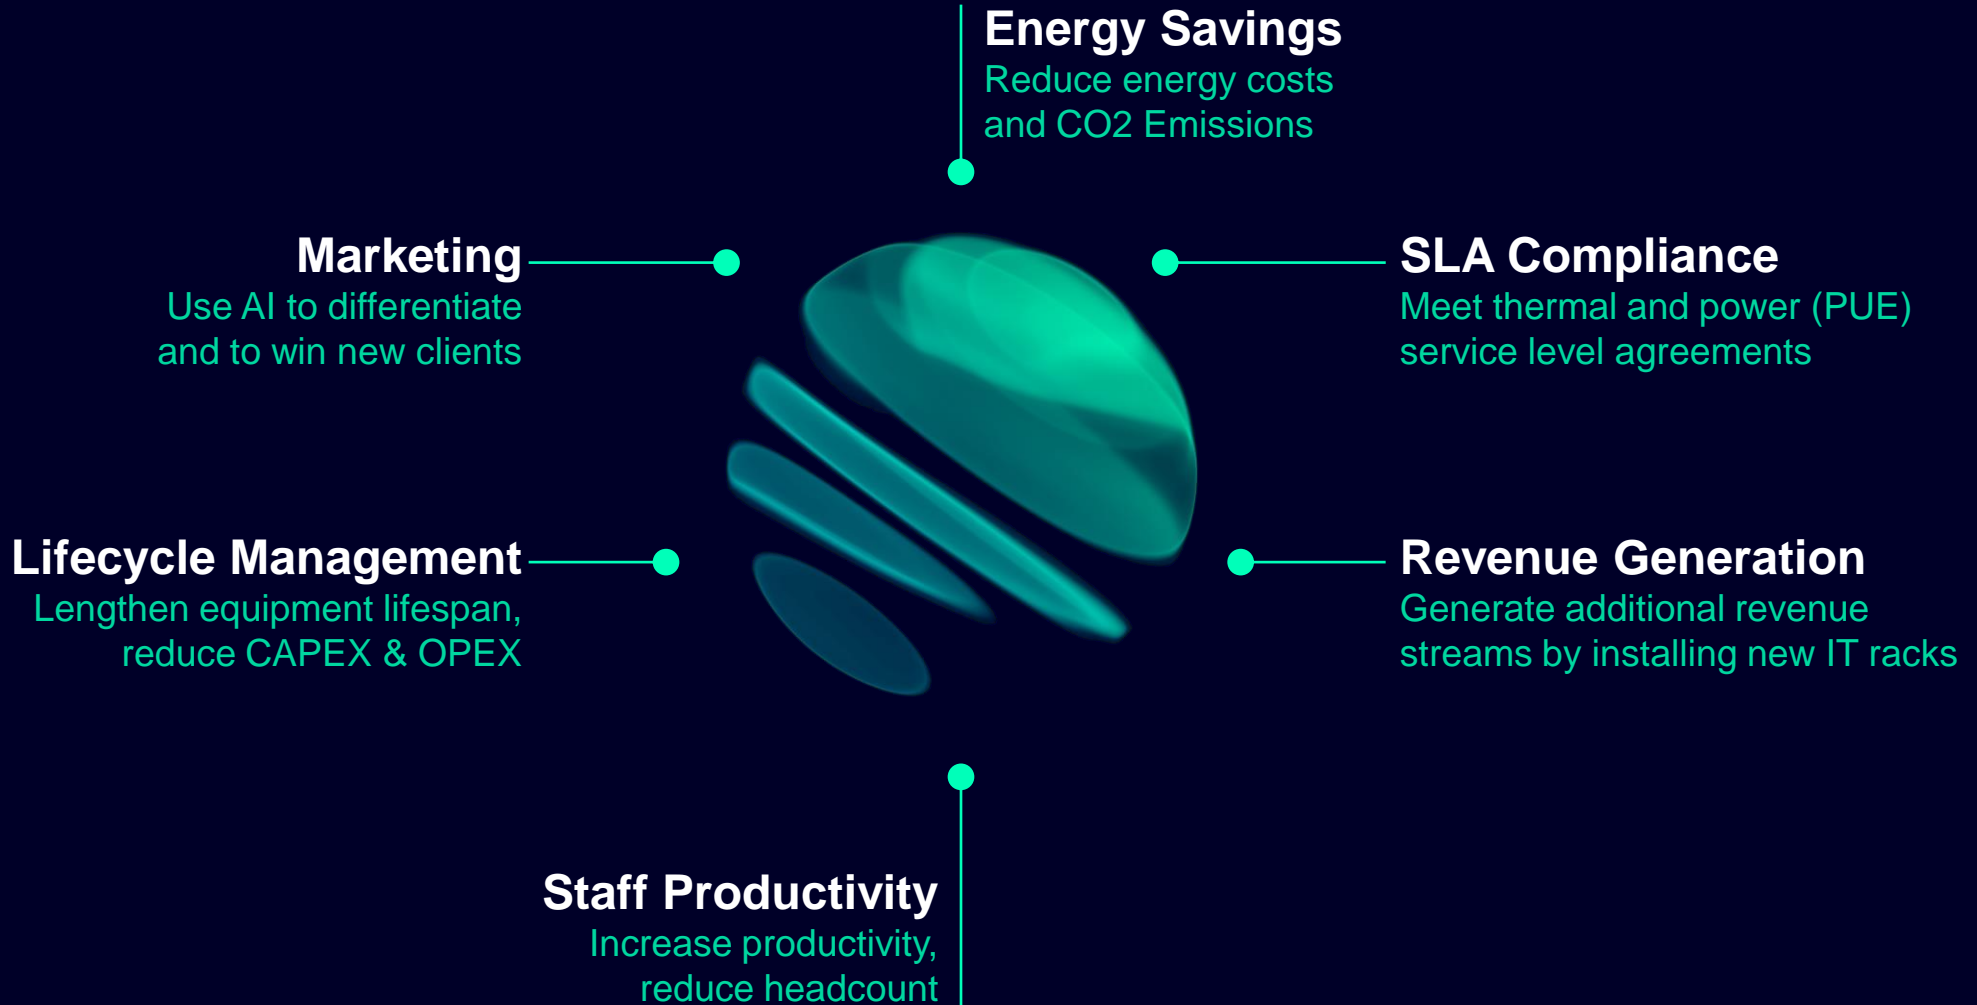 Energy Savings
Reduce energy costs
and CO2 Emissions
Marketing
Use AI to differentiate
and to win new clients
SLA Compliance
Meet thermal and power (PUE)
service level agreements
Lifecycle Management
Lengthen equipment lifespan,
reduce CAPEX & OPEX
Revenue Generation
Generate additional revenue
streams by installing new IT racks
Staff Productivity
Increase productivity,
reduce headcount